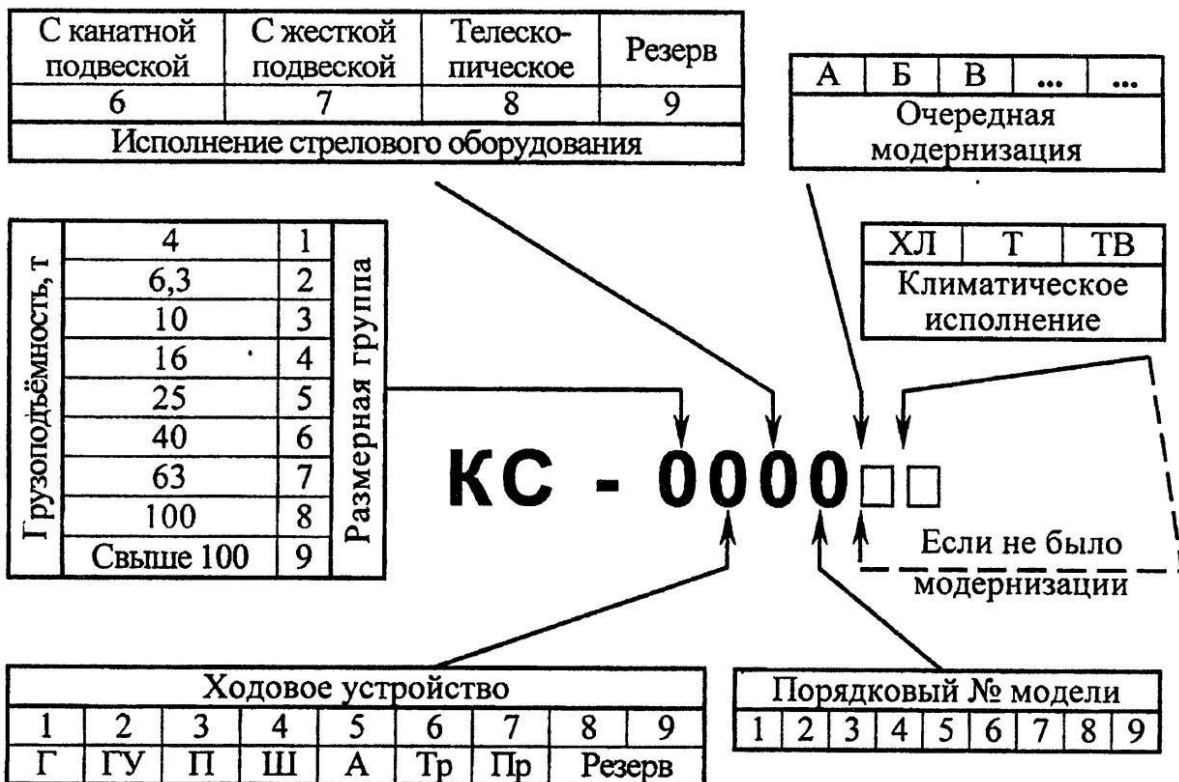 С канатной подвеской
С жесткой подвеской
Телеско-
пическое
Резерв
6 7 8 9
Исполнение стрелового оборудования
А Б В ... ...
Очередная
модернизация
ХЛ Т ТВ
Климатическое
исполнение
Грузоподъёмность, т
4 1
6,3 2
10 3
16 4
25 5
40 6
63 7
100 8
Свыше 100 9
Размерная группа
КС - 0000
Если не было
модернизации
Ходовое устройство
1 2 3 4 5 6 7 8 9
Г ГУ П Ш А Тр Пр Резерв
Порядковый № модели
1 2 3 4 5 6 7 8 9